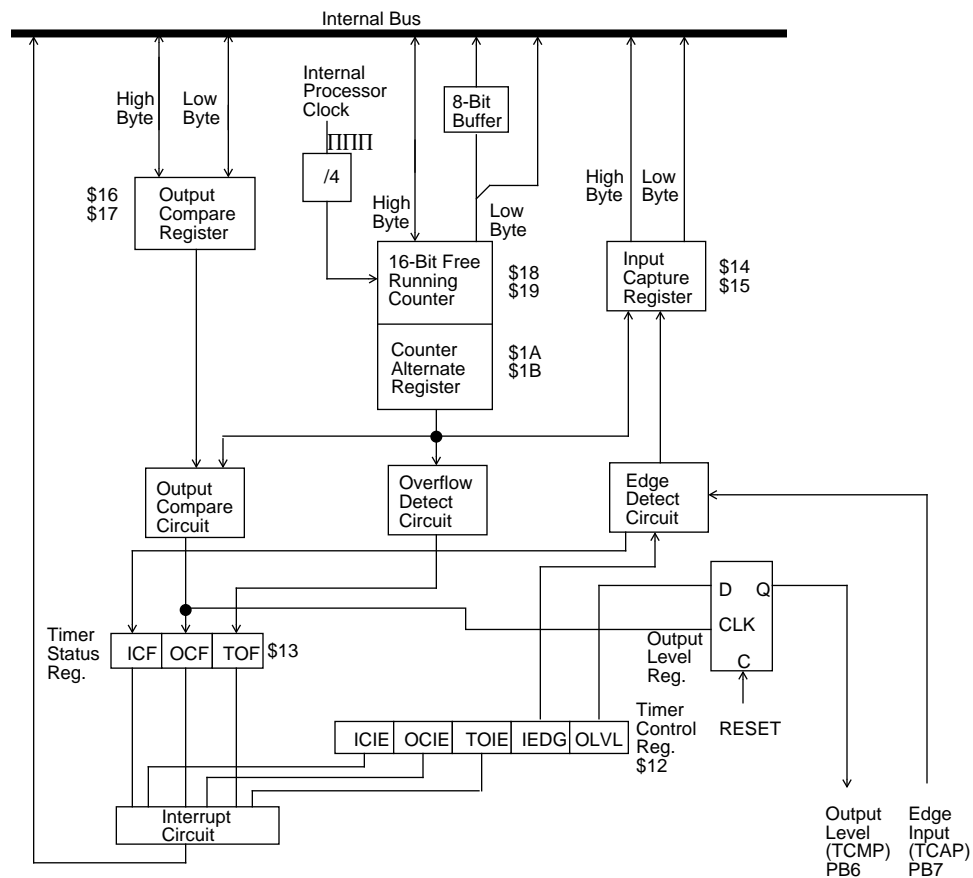 Internal Bus
High
Byte
Low
Byte
Internal
Processor
Clock
/4
8-Bit
Buffer
High
Byte
Low
Byte
High
Byte
Low
Byte
$16
$17
Output
Compare
Register
16-Bit Free
Running
Counter
$18
$19
Counter
Alternate
Register
$1A
$1B
Input
Capture
Register
$14
$15
Output
Compare
Circuit
Overflow
Detect
Circuit
Edge
Detect
Circuit
D Q
CLK
C
Output
Level
Reg.
RESET
Timer
Status
Reg.
ICF OCF TOF
$13
ICIE OCIE TOIE IEDG OLVL
Timer
Control
Reg.
$12
Interrupt
Circuit
Output
Level
(TCMP)
PB6
Edge
Input
(TCAP)
PB7